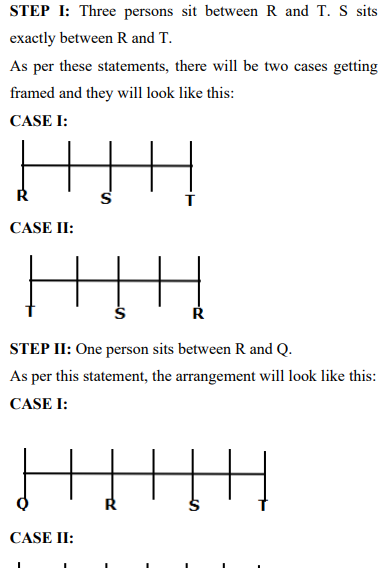 STEP I: Three persons sit between R and T. S sits
exactly between R and T.
As per these statements, there will be two cases getting
framed and they will look like this:
CASE I:
R S T
CASE II:
T S R
STEP II: One person sits between R and Q.
As per this statement, the arrangement will look like this:
CASE I:
Q R S T
CASE II: